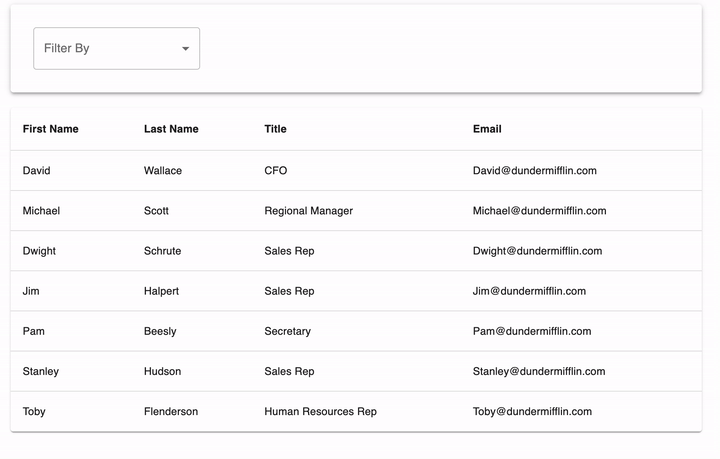 Filter By
First Name Last Name Title Email
David Wallace CFO David@dundermifflin.com
Michael Scott Regional Manager Michael@dundermifflin.com
Dwight Schrute Sales Rep Dwight@dundermifflin.com
Jim Halpert Sales Rep Jim@dundermifflin.com
Pam Beesly Secretary Pam@dundermifflin.com
Stanley Hudson Sales Rep Stanley@dundermifflin.com
Toby Flenderson Human Resources Rep Toby@dundermifflin.com